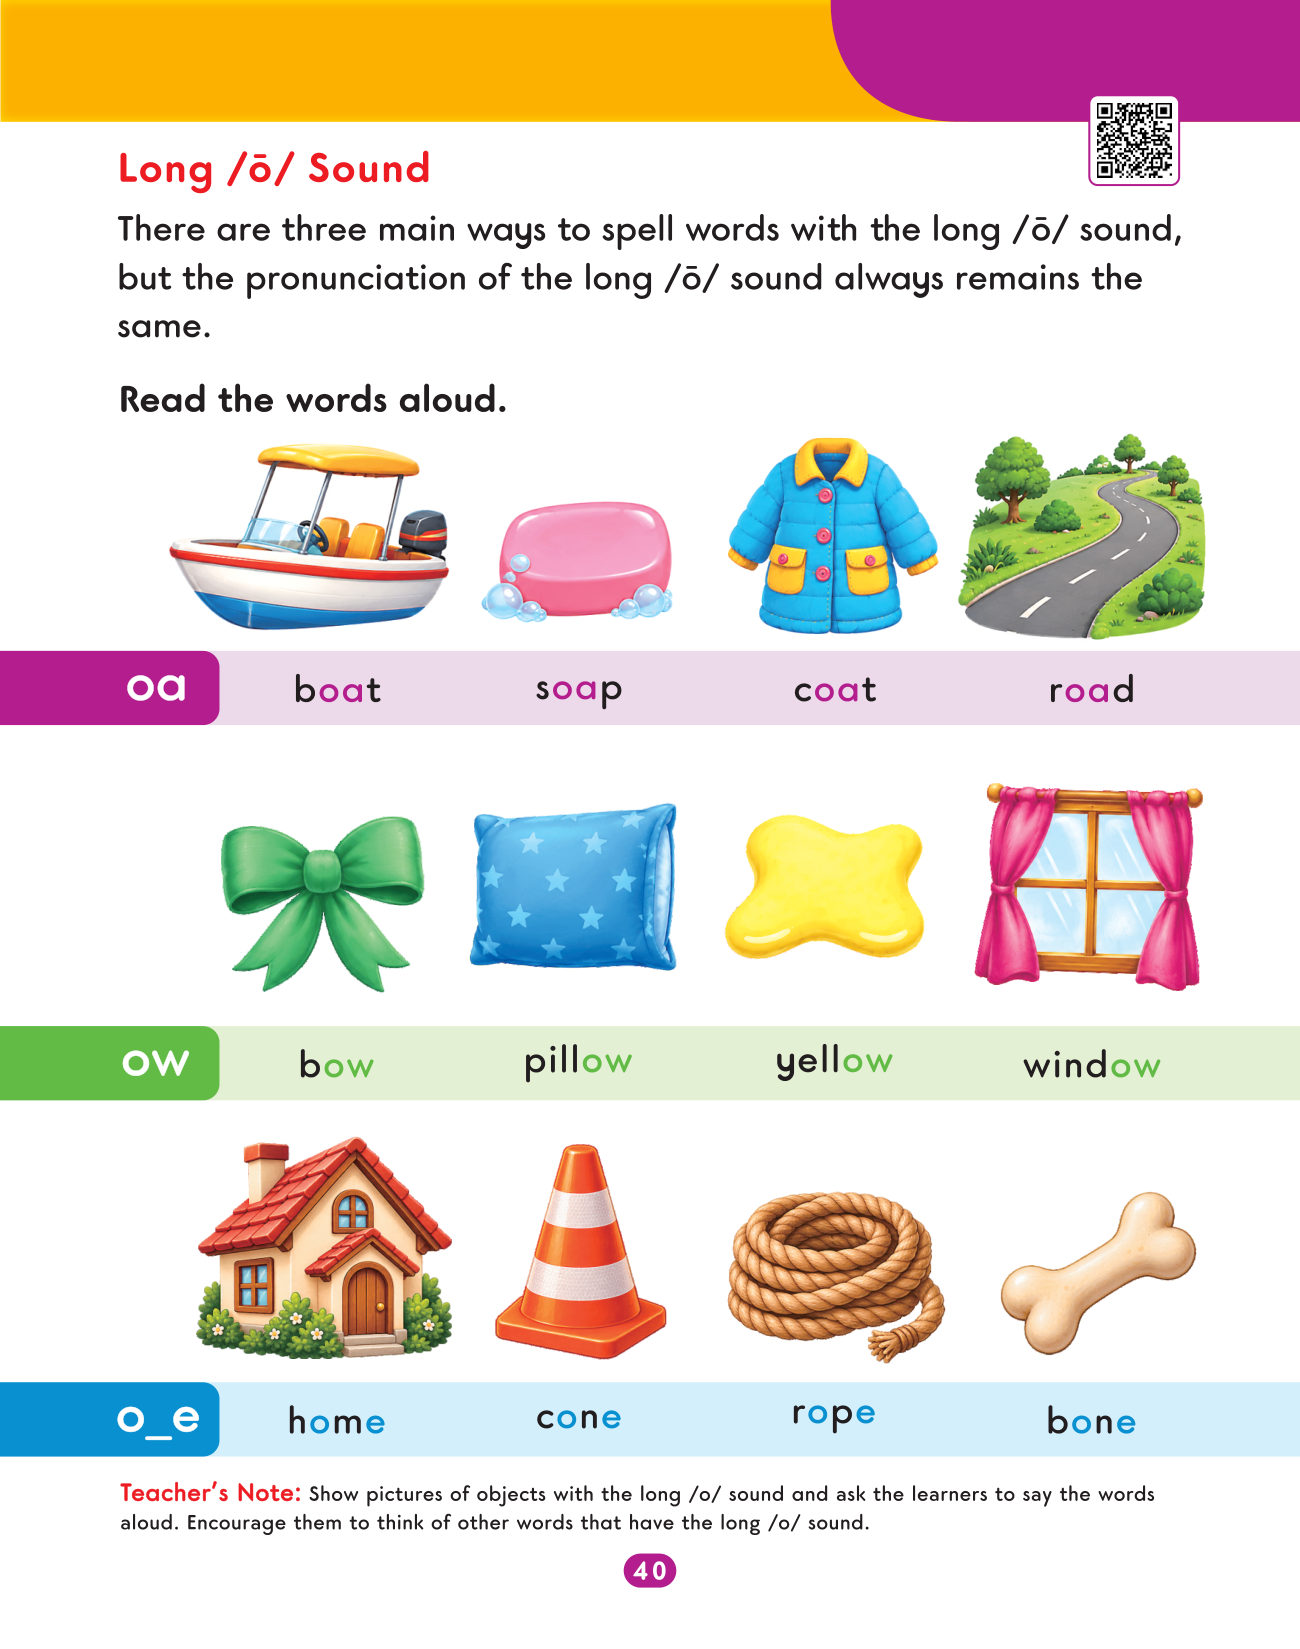 Long /ō/ Sound
There are three main ways to spell words with the long /ō/ sound,
but the pronunciation of the long /ō/ sound always remains the
same.
Read the words aloud.
oa boat soap coat road
ow bow pillow yellow window
o_e home cone rope bone
Teacher's Note: Show pictures of objects with the long /o/ sound and ask the learners to say the words
aloud. Encourage them to think of other words that have the long /o/ sound.
40